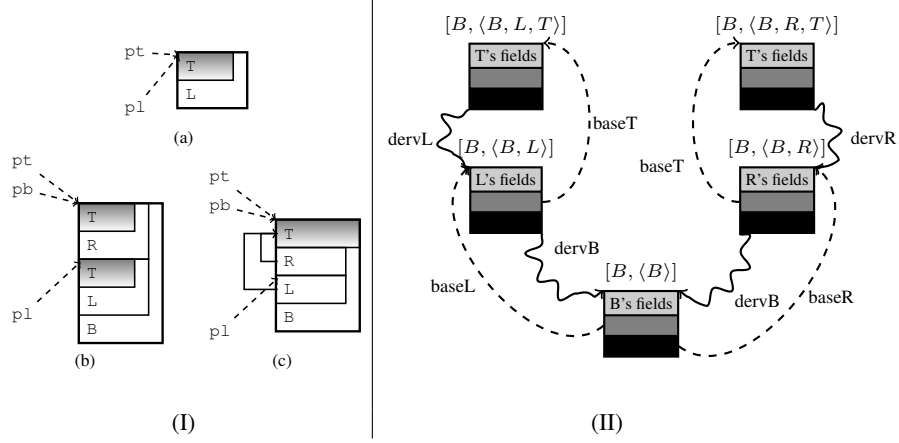 pt
T
L
pl
(a)
pt
pb
T
R
T
L
B
pl
(b)
pt
pb
T
R
L
B
pl
(c)
(I)
[B, ⟨B, L, T⟩]
[B, ⟨B, R, T⟩]
T's fields
T's fields
dervL
baseT
baseT
dervR
[B, ⟨B, L⟩]
[B, ⟨B, R⟩]
L's fields
R's fields
dervB
[B, ⟨B⟩]
baseL
B's fields
dervB
baseR
(II)